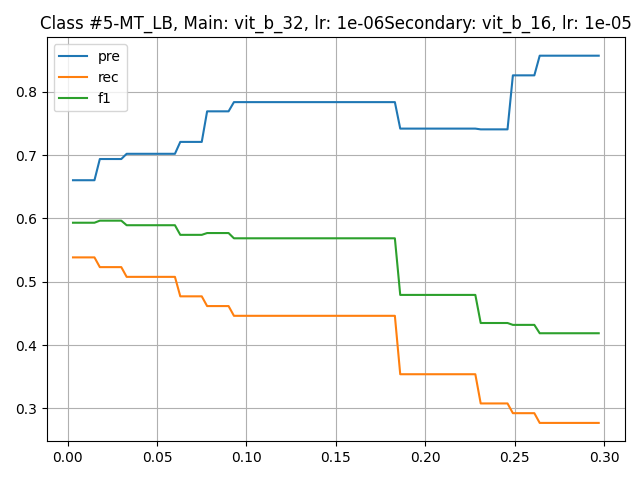 Class #5-MT_LB, Main: vit_b_32, lr: 1e-06Secondary: vit_b_16, lr: 1e-05
pre
rec
f1
0.8
0.7
0.6
0.5
0.4
0.3
0.00 0.05 0.10 0.15 0.20 0.25 0.30